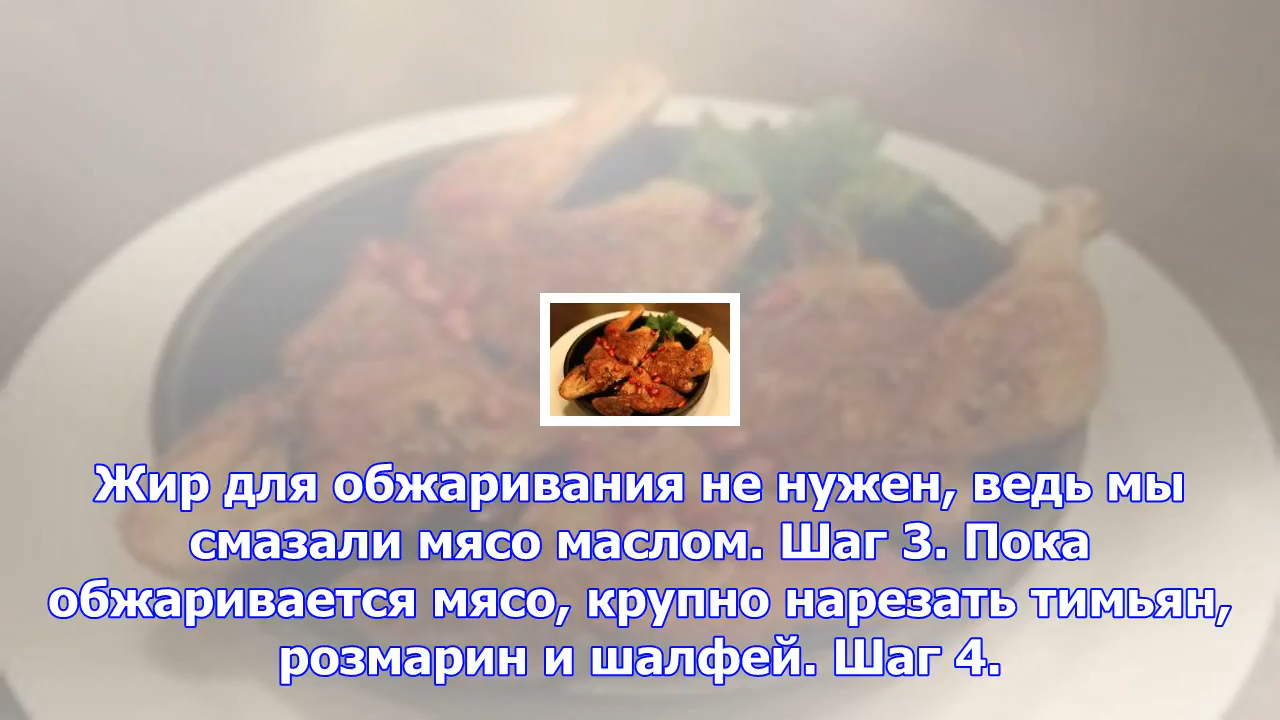 Жир для обжаривания не нужен, ведь мы
смазали мясо маслом. Шаг 3. Пока
обжаривается мясо, крупно нарезать тимьян,
розмарин и шалфей. Шаг 4.